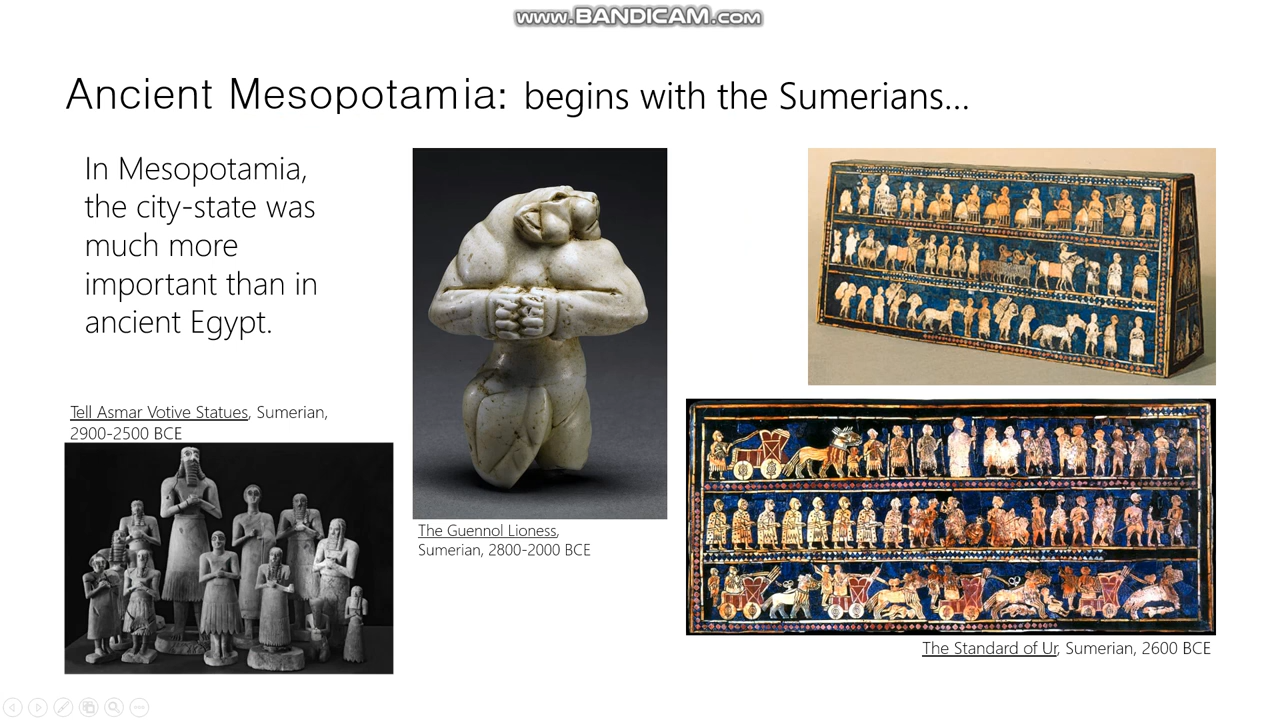 www.BANDICAM.com
Ancient Mesopotamia: begins with the Sumerians...
In Mesopotamia,
the city-state was
much more
important than in
ancient Egypt.
Tell Asmar Votive Statues, Sumerian,
2900-2500 BCE
The Guennol Lioness,
Sumerian, 2800-2000 BCE
The Standard of Ur, Sumerian, 2600 BCE